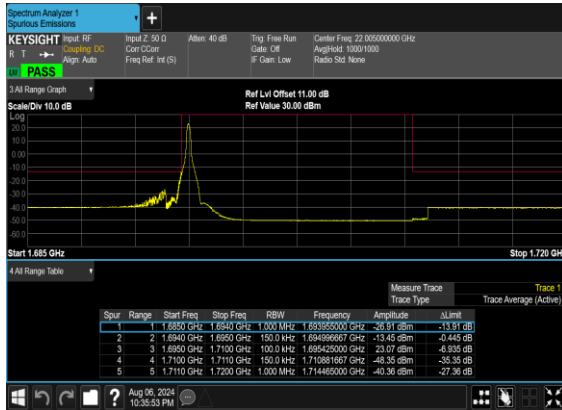 Spectrum Analyzer 1
Spurious Emissions
KEYSIGHT
R T
Input: RF
Coupling: DC
Align: Auto
Input Z: 50 Ω
Corr CCorr
Freq Ref: Int (S)
Atten: 40 dB
Trig: Free Run
Gate: Off
IF Gain: Low
Center Freq: 22.005000000 GHz
Avg|Hold: 1000/1000
Radio Std: None
PASS
3 All Range Graph
Ref Lvl Offset 11.00 dB
Scale/Div 10.0 dB
Ref Value 30.00 dBm
Log
20.0
10.0
0.00
-10.0
-20.0
-30.0
-40.0
-50.0
-60.0
Start 1.685 GHz
Stop 1.720 GH
4 All Range Table
Measure Trace Trace 1
Trace Type Trace Average (Active)
Spur Range Start Freq Stop Freq RBW Frequency Amplitude ΔLimit
1 1 1.6850 GHz 1.6940 GHz 1.000 MHz 1.693955000 GHz -26.91 dBm -13.91 dB
2 2 1.6940 GHz 1.6950 GHz 150.0 kHz 1.694996667 GHz -13.45 dBm -0.445 dB
3 3 1.6950 GHz 1.7100 GHz 100.0 kHz 1.695425000 GHz 23.07 dBm -6.935 dB
4 4 1.7100 GHz 1.7110 GHz 150.0 kHz 1.710881667 GHz -48.35 dBm -35.35 dB
5 5 1.7110 GHz 1.7200 GHz 1.000 MHz 1.714465000 GHz -40.36 dBm -27.36 dB
?
Aug 06, 2024
10:35:53 PM